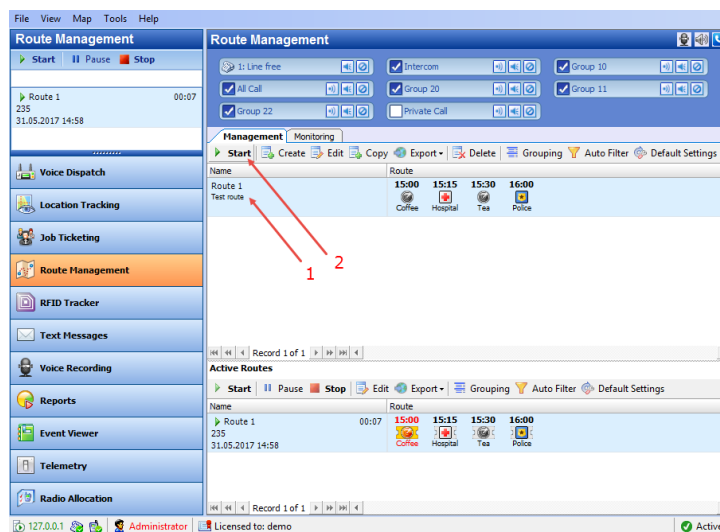 File View Map Tools Help
Route Management
Start Pause Stop
Route 1 00:07
235
31.05.2017 14:58
Voice Dispatch
Location Tracking
Job Ticketing
Route Management
RFID Tracker
Text Messages
Voice Recording
Reports
Event Viewer
Telemetry
Radio Allocation
Route Management
1: Line free Intercom Group 10
All Call Group 20 Group 11
Group 22 Private Call
Management Monitoring
Start Create Edit Copy Export Delete Grouping Auto Filter Default Settings
Name Route
Route 1 15:00 15:15 15:30 16:00
Test route Coffee Hospital Tea Police
1 2
Record 1 of 1
Active Routes
Start Pause Stop Edit Export Grouping Auto Filter Default Settings
Name Route
Route 1 00:07 15:00 15:15 15:30 16:00
235 Coffee Hospital Tea Police
31.05.2017 14:58
Record 1 of 1
127.0.0.1 Administrator Licensed to: demo Active